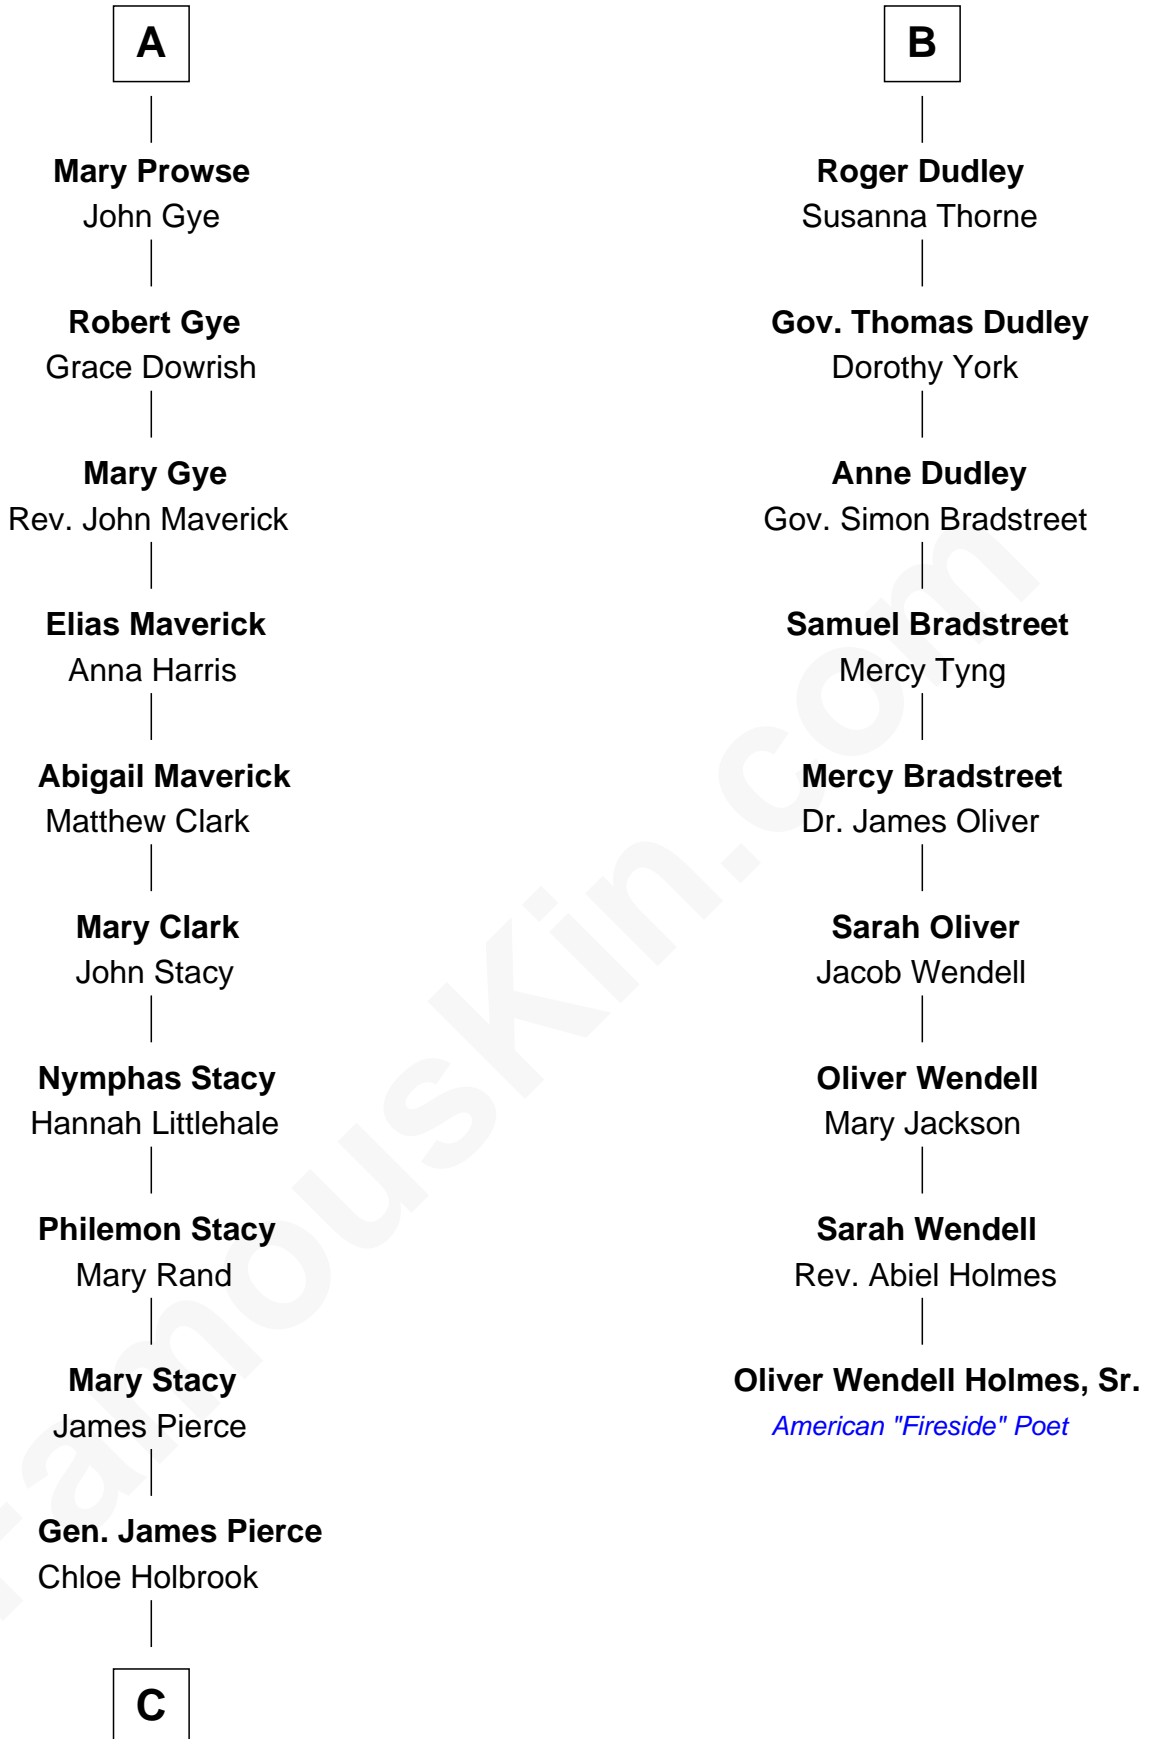 A
Mary Prowse
John Gye
Robert Gye
Grace Dowrish
Mary Gye
Rev. John Maverick
Elias Maverick
Anna Harris
Abigail Maverick
Matthew Clark
Mary Clark
John Stacy
Nymphas Stacy
Hannah Littlehale
Philemon Stacy
Mary Rand
Mary Stacy
James Pierce
Gen. James Pierce
Chloe Holbrook
C
B
Roger Dudley
Susanna Thorne
Gov. Thomas Dudley
Dorothy York
Anne Dudley
Gov. Simon Bradstreet
Samuel Bradstreet
Mercy Tyng
Mercy Bradstreet
Dr. James Oliver
Sarah Oliver
Jacob Wendell
Oliver Wendell
Mary Jackson
Sarah Wendell
Rev. Abiel Holmes
Oliver Wendell Holmes, Sr.
American "Fireside" Poet
FamousKin.com